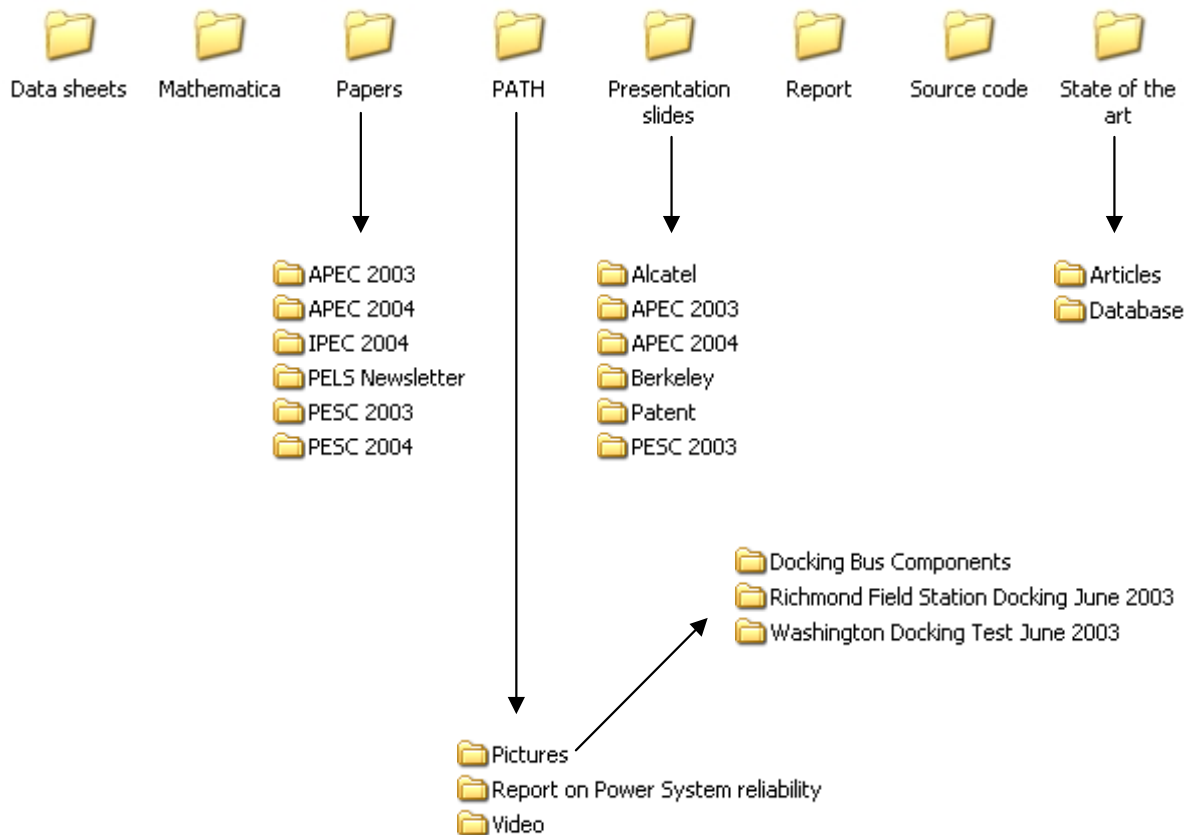 Data sheets
Mathematica
Papers
PATH
Presentation
slides
Report
Source code
State of the
art
APEC 2003
APEC 2004
IPEC 2004
PELS Newsletter
PESC 2003
PESC 2004
Alcatel
APEC 2003
APEC 2004
Berkeley
Patent
PESC 2003
Articles
Database
Docking Bus Components
Richmond Field Station Docking June 2003
Washington Docking Test June 2003
Pictures
Report on Power System reliability
Video